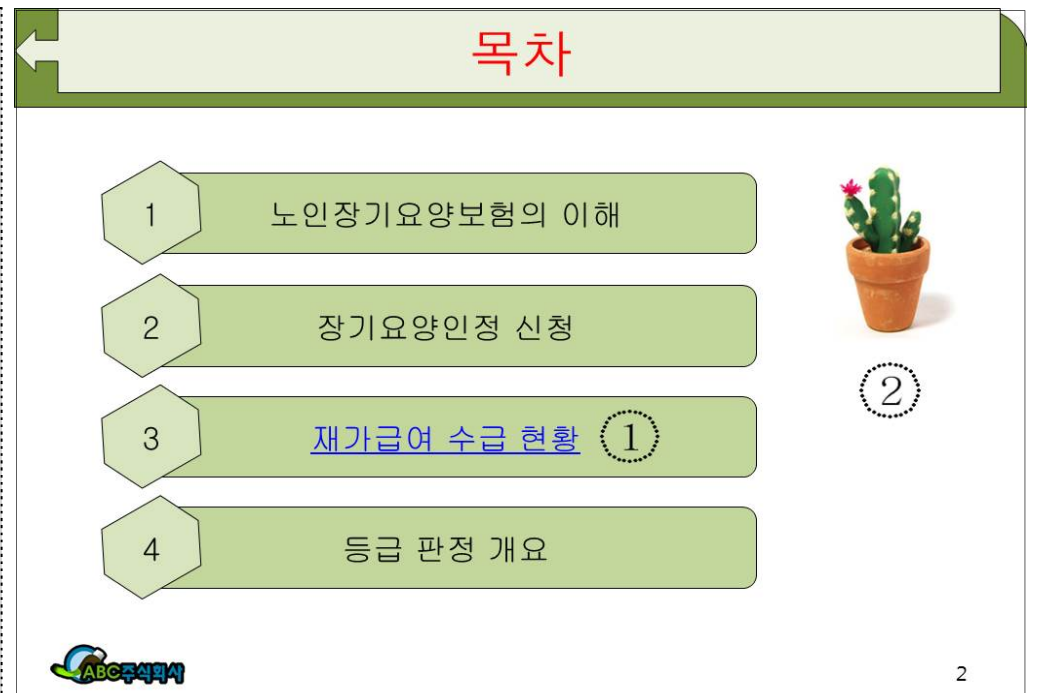 목차
1 노인장기요양보험의 이해
2 장기요양인정 신청
②
3 재가급여 수급 현황 ①
4 등급 판정 개요
ABC주식회사
2